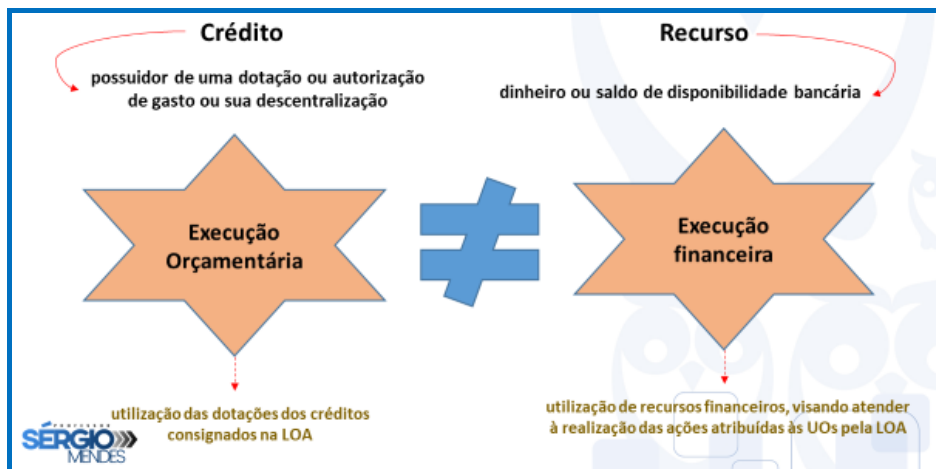 Crédito
possuidor de uma dotação ou autorização
de gasto ou sua descentralização
Execução
Orçamentária
utilização das dotações dos créditos
consignados na LOA
Recurso
dinheiro ou saldo de disponibilidade bancária
≠
Execução
financeira
utilização de recursos financeiros, visando atender
à realização das ações atribuídas às UOs pela LOA
PROFESSOR
SÉRGIO
MENDES